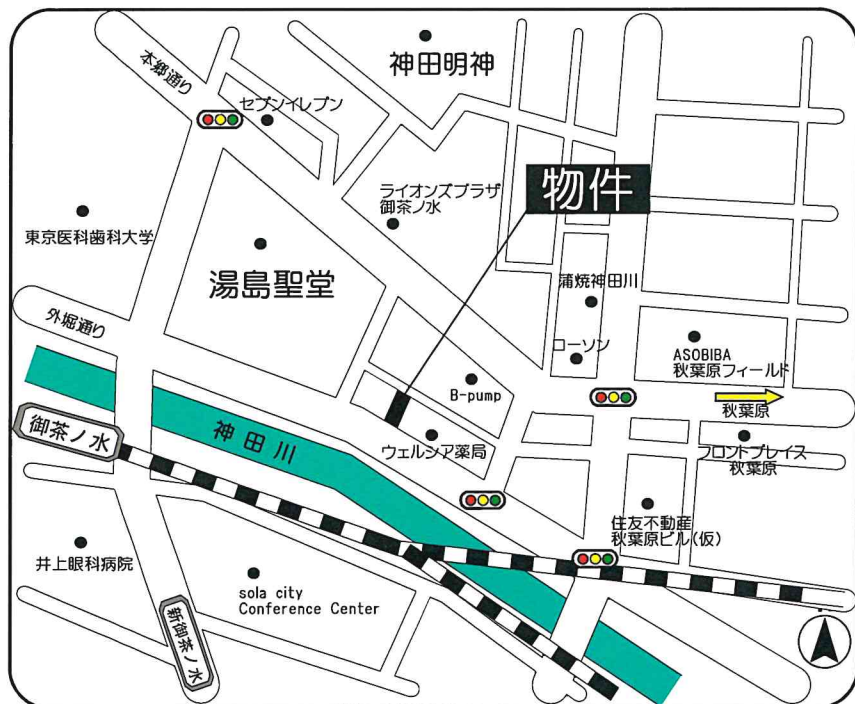 神田明神
本郷通り
セブンイレブン
物件
ライオンズプラザ
御茶ノ水
東京医科歯科大学
湯島聖堂
蒲焼神田川
外堀通り
ローソン
ASOBIBA
秋葉原フィールド
B-pump
秋葉原
御茶ノ水
神田川
ウェルシア薬局
フロントプレイス
秋葉原
住友不動産
秋葉原ビル(仮)
井上眼科病院
sola city
Conference Center
新御茶ノ水